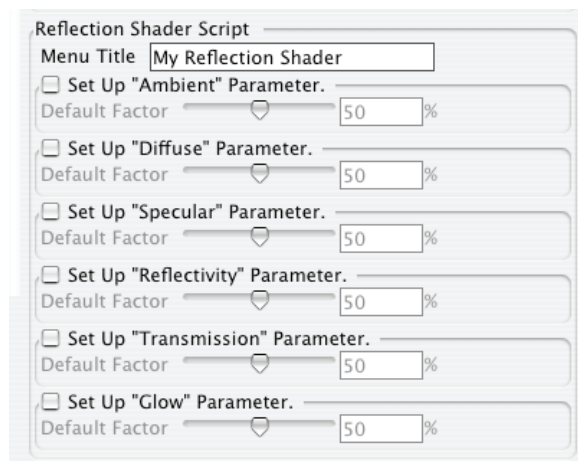 Reflection Shader Script
Menu Title My Reflection Shader
Set Up "Ambient" Parameter.
Default Factor 50 %
Set Up "Diffuse" Parameter.
Default Factor 50 %
Set Up "Specular" Parameter.
Default Factor 50 %
Set Up "Reflectivity" Parameter.
Default Factor 50 %
Set Up "Transmission" Parameter.
Default Factor 50 %
Set Up "Glow" Parameter.
Default Factor 50 %